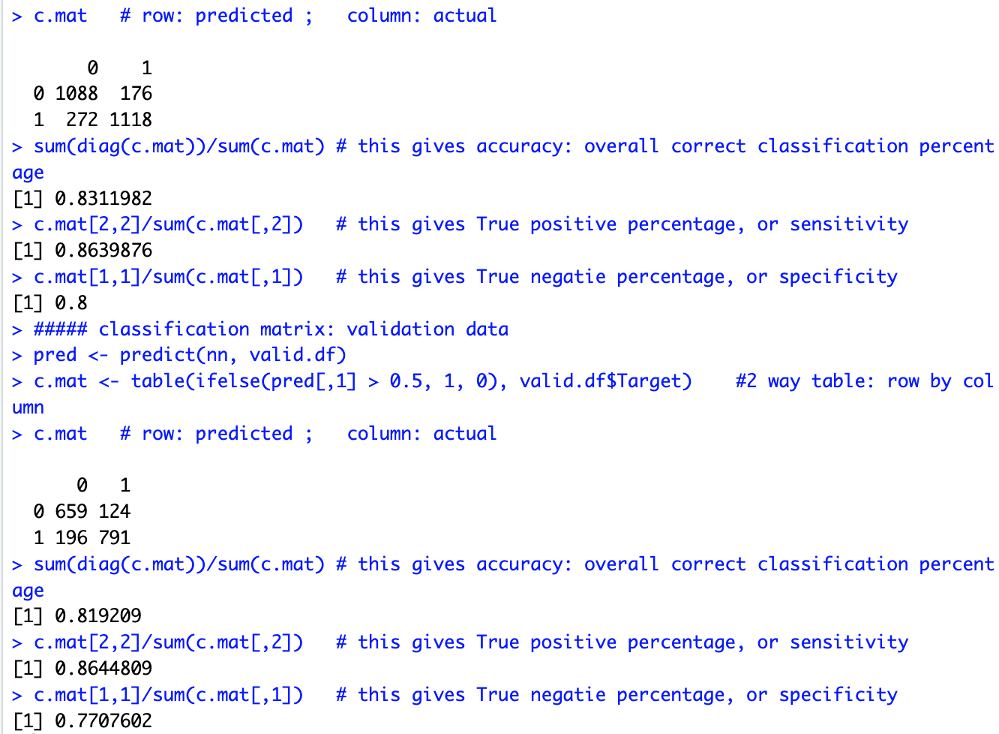 > c.mat   # row: predicted ;   column: actual
       0    1
  0 1088  176
  1  272 1118
> sum(diag(c.mat))/sum(c.mat) # this gives accuracy: overall correct classification percent
age
[1] 0.8311982
> c.mat[2,2]/sum(c.mat[,2])   # this gives True positive percentage, or sensitivity
[1] 0.8639876
> c.mat[1,1]/sum(c.mat[,1])   # this gives True negatie percentage, or specificity
[1] 0.8
> ##### classification matrix: validation data
> pred <- predict(nn, valid.df)
> c.mat <- table(ifelse(pred[,1] > 0.5, 1, 0), valid.df$Target)    #2 way table: row by col
umn
> c.mat   # row: predicted ;   column: actual
      0   1
  0 659 124
  1 196 791
> sum(diag(c.mat))/sum(c.mat) # this gives accuracy: overall correct classification percent
age
[1] 0.819209
> c.mat[2,2]/sum(c.mat[,2])   # this gives True positive percentage, or sensitivity
[1] 0.8644809
> c.mat[1,1]/sum(c.mat[,1])   # this gives True negatie percentage, or specificity
[1] 0.7707602